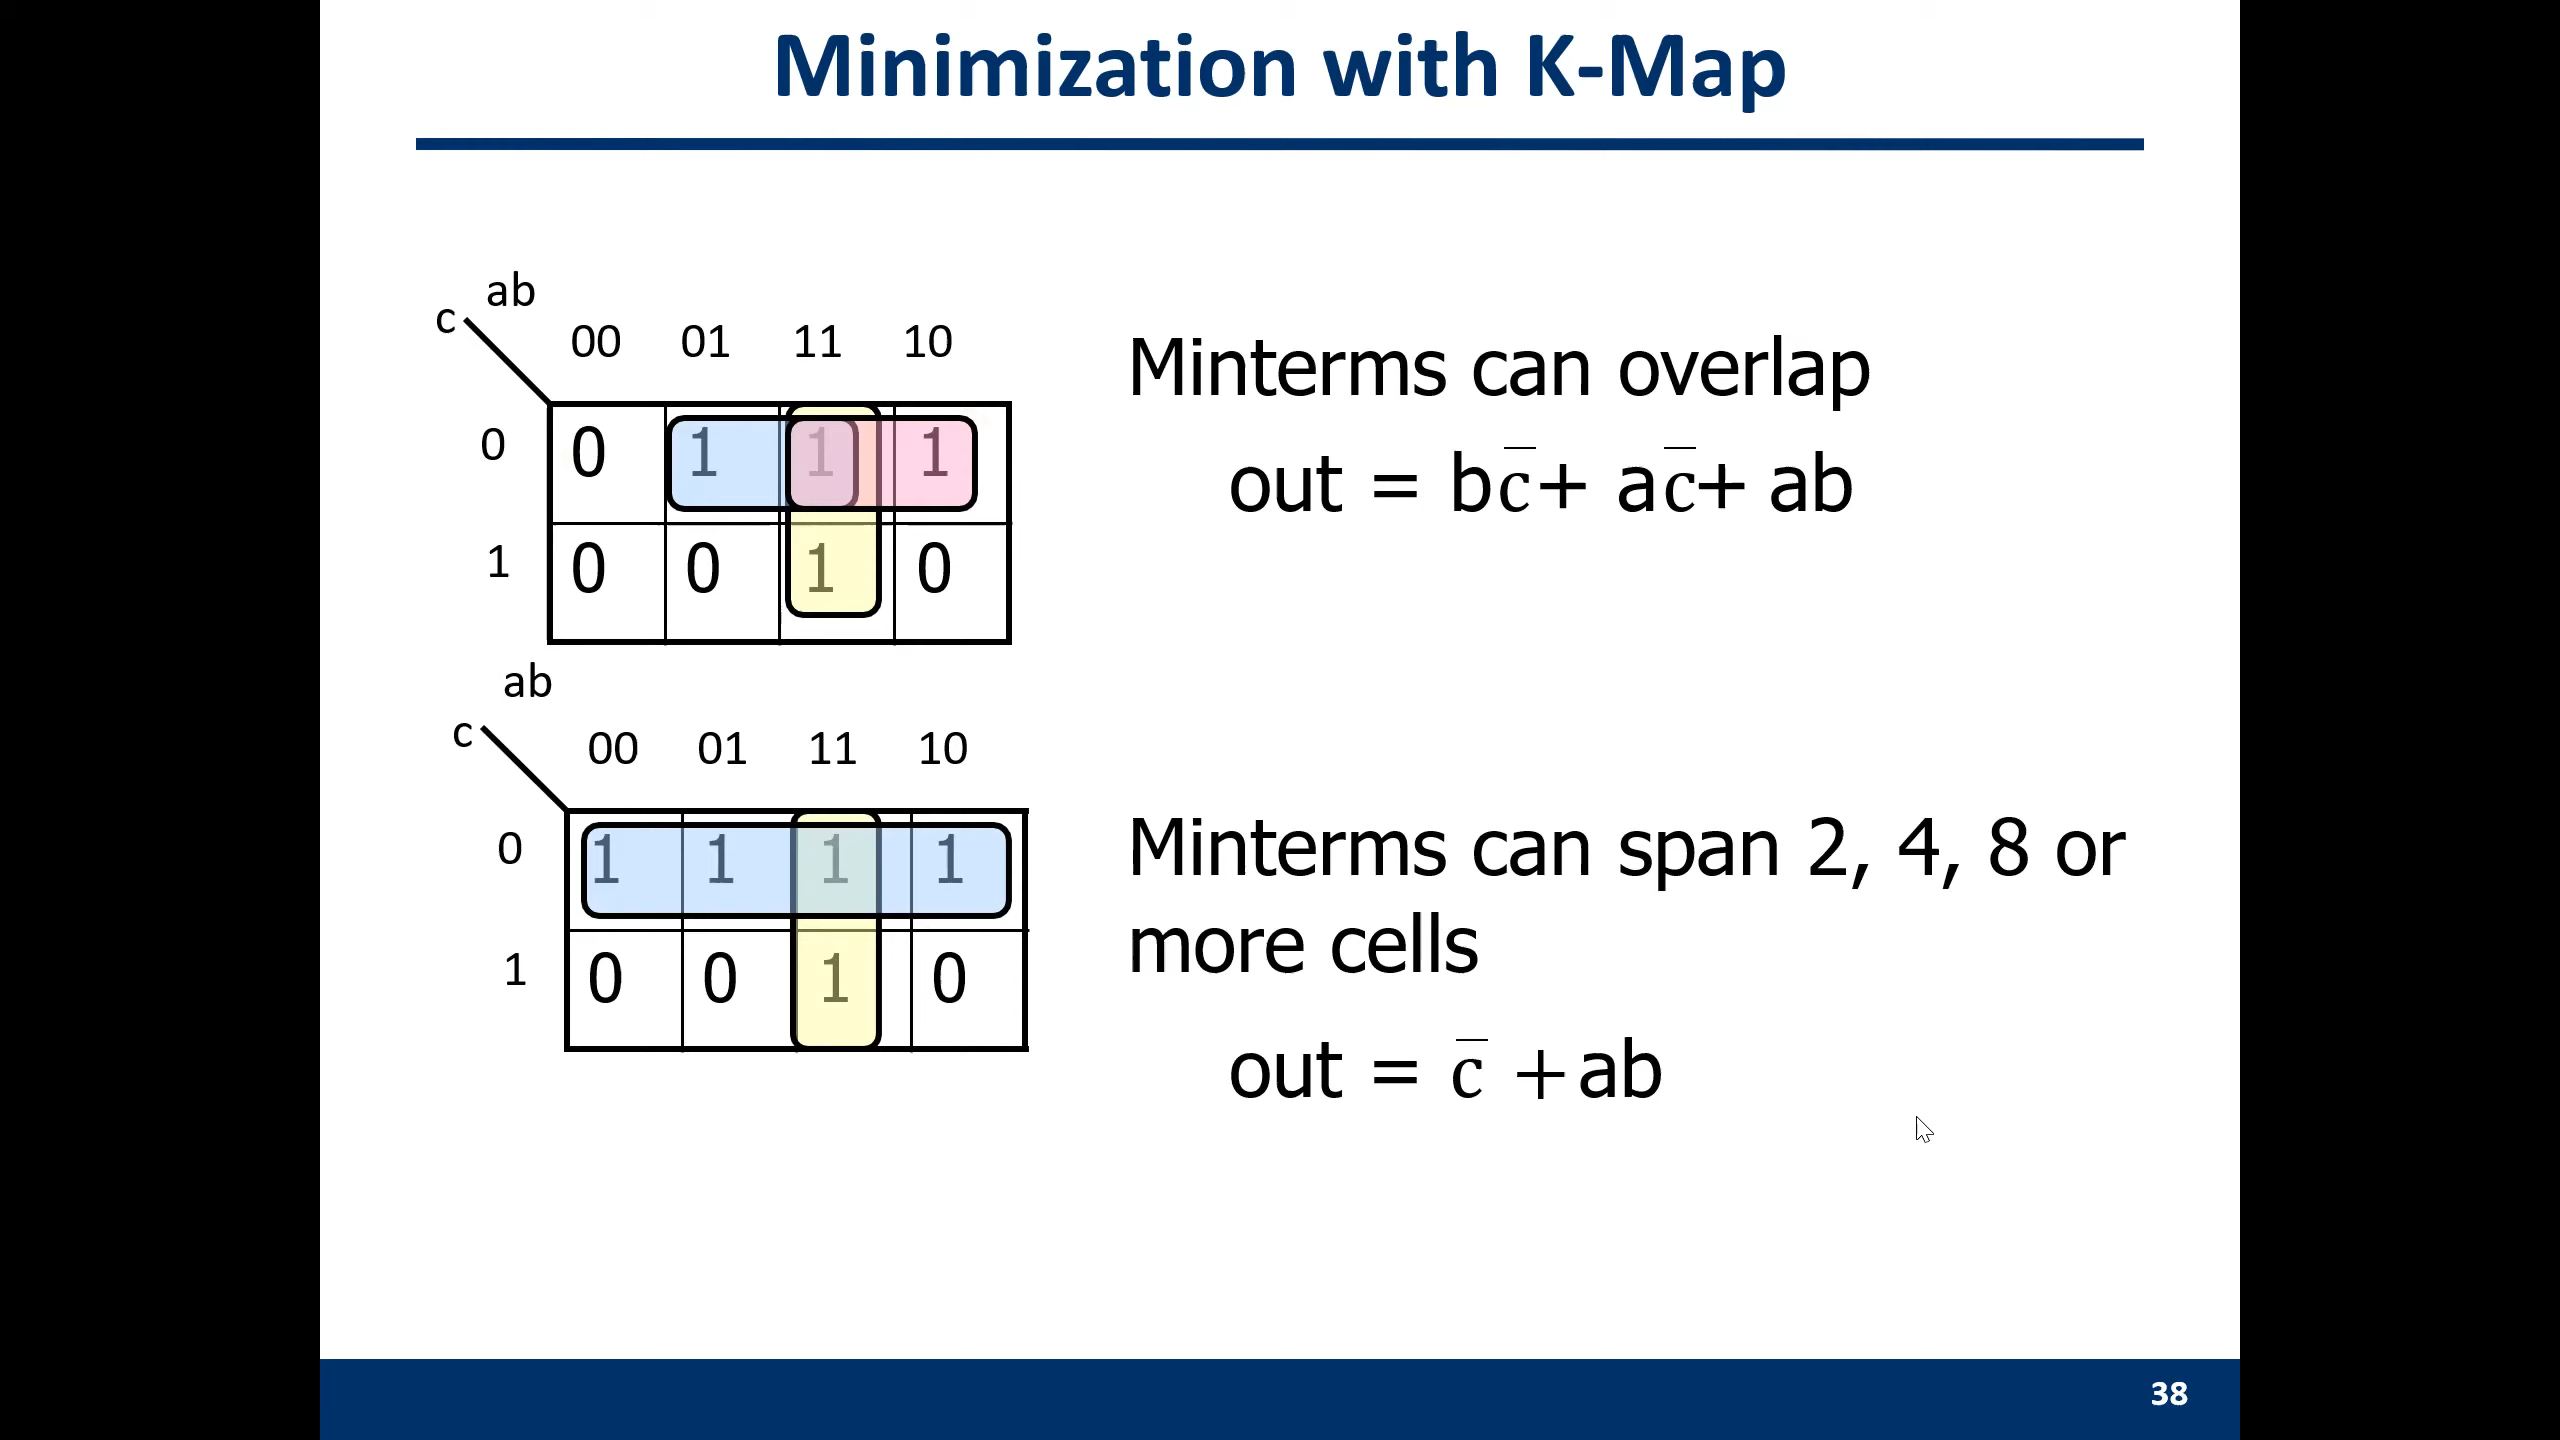 Minimization with K-Map
ab
c
00 01 11 10
0 0 1 1 1
1 0 0 1 0
Minterms can overlap
out = bc̅ + ac̅ + ab
ab
c
00 01 11 10
0 1 1 1 1
1 0 0 1 0
Minterms can span 2, 4, 8 or
more cells
out = c̅ + ab
38